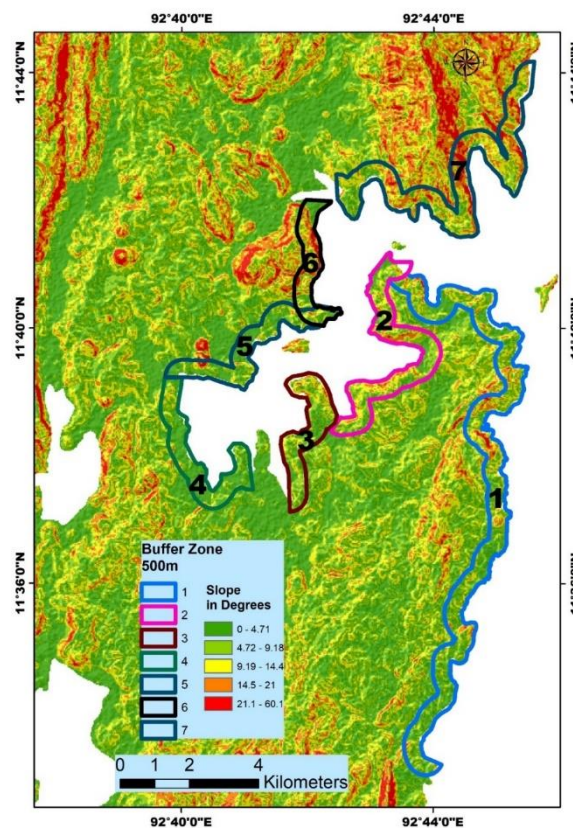 92°40'0"E 92°44'0"E
11°44'0"N
11°40'0"N
11°36'0"N
7
6
2
5
3
4
1
Buffer Zone
500m
1
2
3
4
5
6
7
Slope
in Degrees
0 - 4.71
4.72 - 9.18
9.19 - 14.4
14.5 - 21
21.1 - 60.1
0 1 2 4
Kilometers
92°40'0"E 92°44'0"E